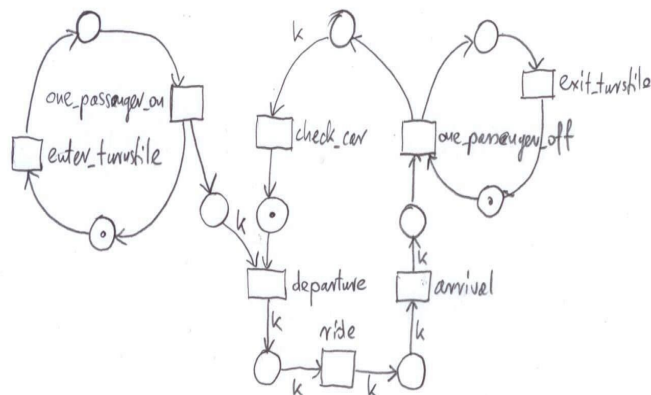 k
one_passenger_on
exit_turnstile
enter_turnstile
check_car
one_passenger_off
k
departure
k
arrival
k
ride
k
k
k